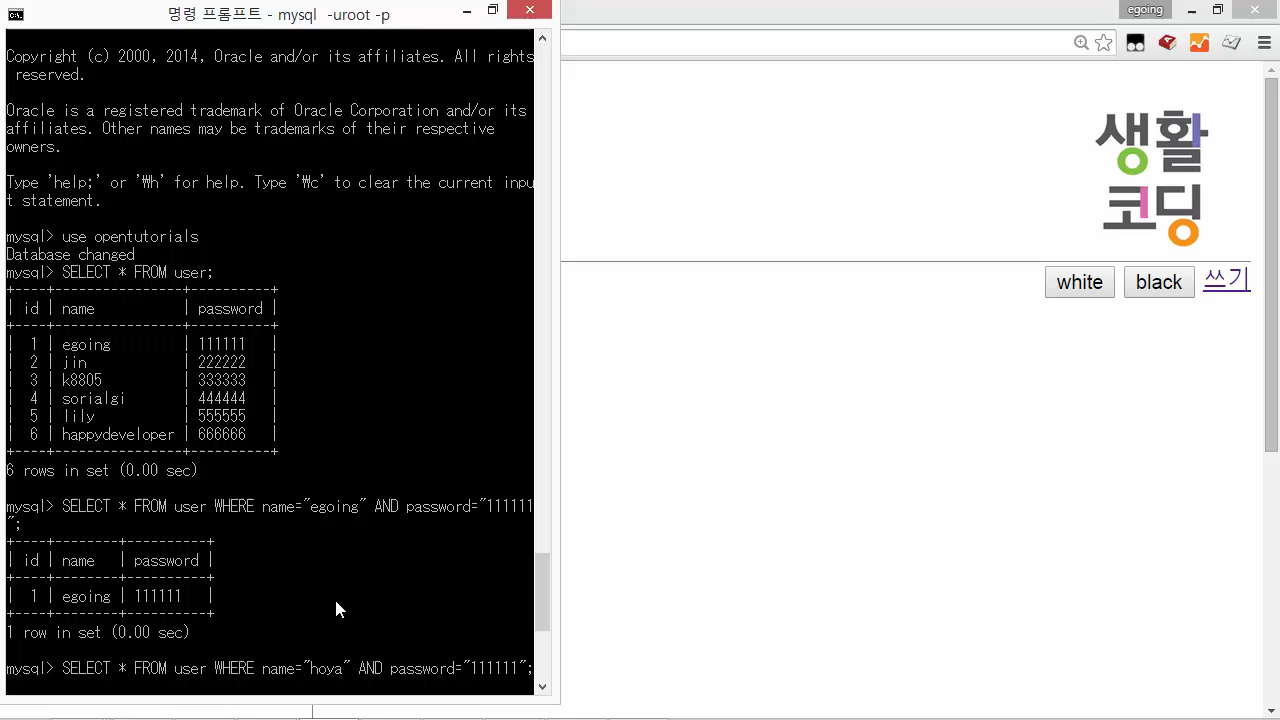 명령 프롬프트 - mysql  -uroot -p
Copyright (c) 2000, 2014, Oracle and/or its affiliates. All rights
 reserved.
Oracle is a registered trademark of Oracle Corporation and/or its
affiliates. Other names may be trademarks of their respective
owners.
Type 'help;' or '₩h' for help. Type '₩c' to clear the current inpu
t statement.
mysql> use opentutorials
Database changed
mysql> SELECT * FROM user;
+----+----------------+----------+
| id | name           | password |
+----+----------------+----------+
|  1 | egoing         | 111111   |
|  2 | jin            | 222222   |
|  3 | k8805          | 333333   |
|  4 | sorialgi       | 444444   |
|  5 | lily           | 555555   |
|  6 | happydeveloper | 666666   |
+----+----------------+----------+
6 rows in set (0.00 sec)
mysql> SELECT * FROM user WHERE name="egoing" AND password="111111
";
+----+--------+----------+
| id | name   | password |
+----+--------+----------+
|  1 | egoing | 111111   |
+----+--------+----------+
1 row in set (0.00 sec)
mysql> SELECT * FROM user WHERE name="hoya" AND password="111111";
egoing
생활
코딩
white black 쓰기